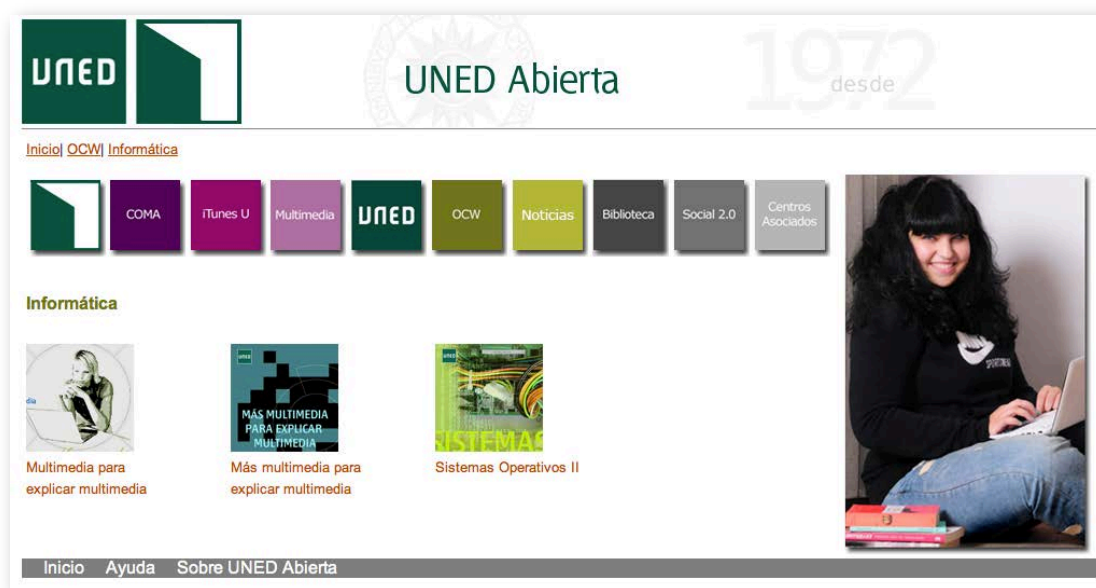 UNED
UNED Abierta
1972
desde
Inicio| OCW| Informática
COMA
iTunes U
Multimedia
UNED
OCW
Noticias
Biblioteca
Social 2.0
Centros
Asociados
Informática
UNED
MÁS MULTIMEDIA
PARA EXPLICAR
MULTIMEDIA
UNED
SISTEMAS
Multimedia para
explicar multimedia
Más multimedia para
explicar multimedia
Sistemas Operativos II
Inicio Ayuda Sobre UNED Abierta